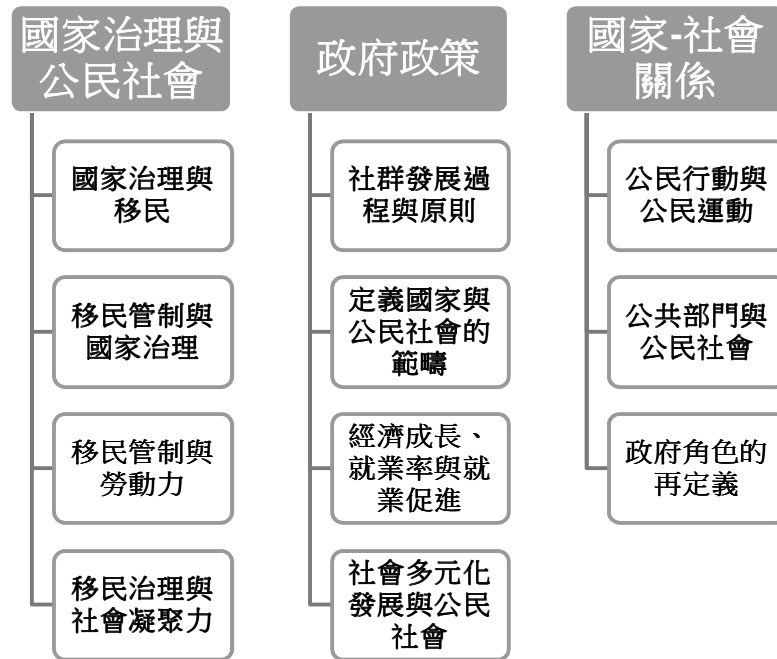 國家治理與
公民社會
國家治理與
移民
移民管制與
國家治理
移民管制與
勞動力
移民治理與
社會凝聚力
政府政策
社群發展過
程與原則
定義國家與
公民社會的
範疇
經濟成長、
就業率與就
業促進
社會多元化
發展與公民
社會
國家-社會
關係
公民行動與
公民運動
公共部門與
公民社會
政府角色的
再定義